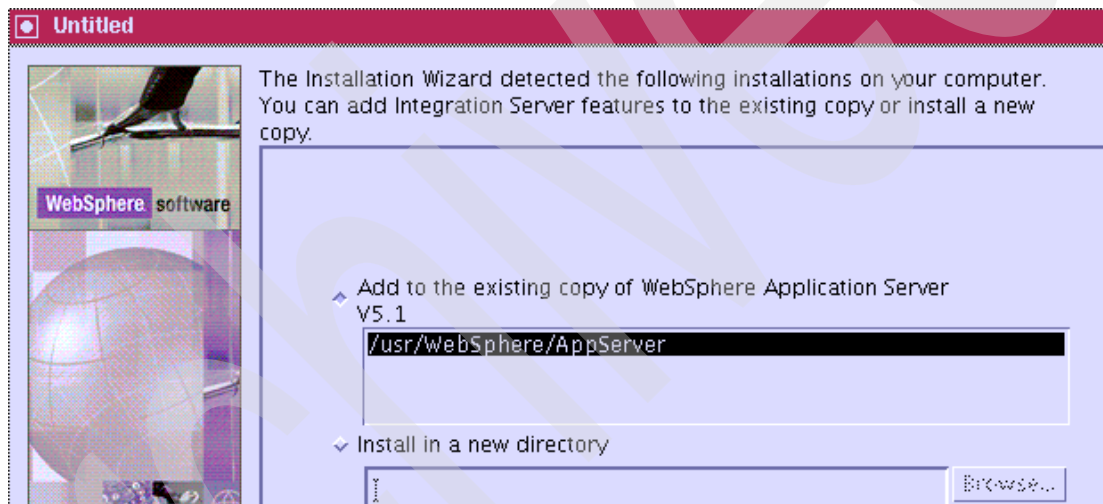 Untitled
The Installation Wizard detected the following installations on your computer.
You can add Integration Server features to the existing copy or install a new
copy.
WebSphere software
Add to the existing copy of WebSphere Application Server
V5.1
/usr/WebSphere/AppServer
Install in a new directory
Browse...